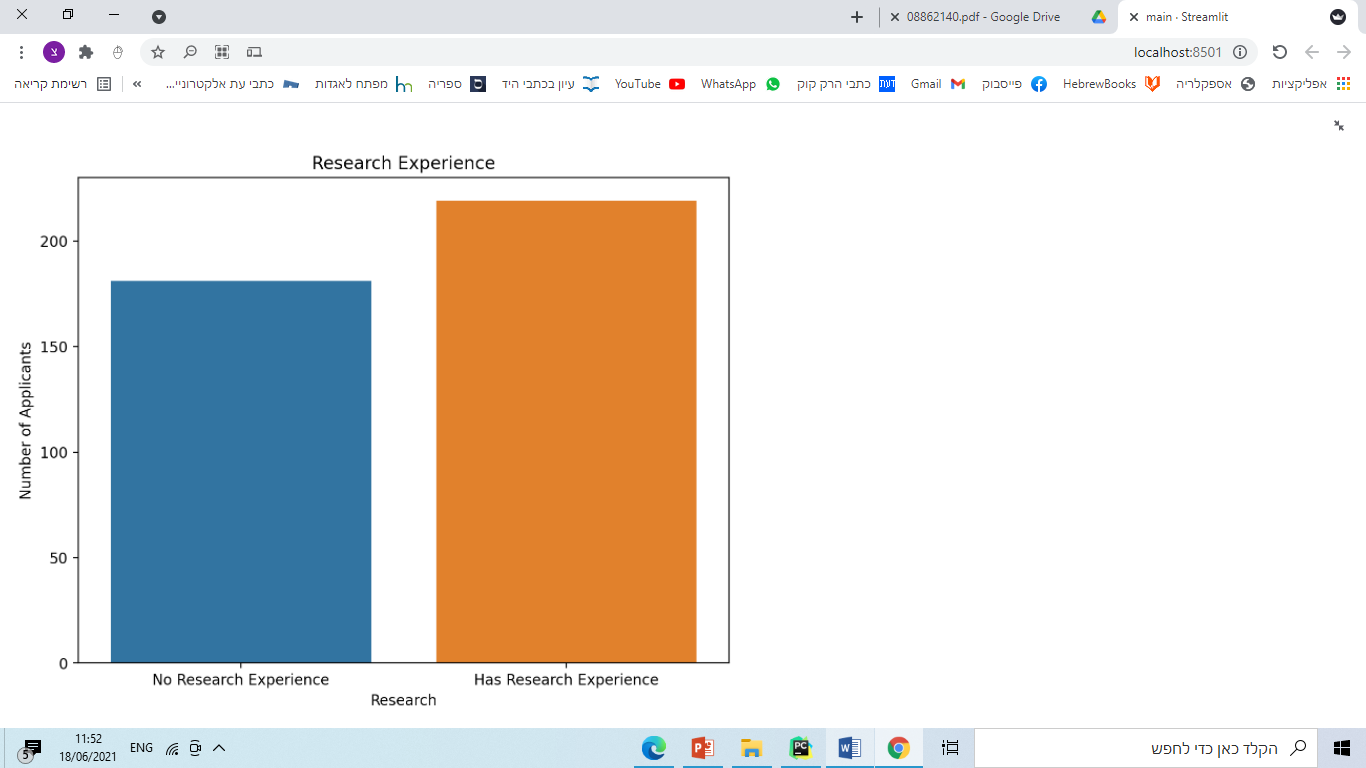 08862140.pdf - Google Drive
main · Streamlit
localhost:8501
אפליקציות
אספקלריה
HebrewBooks
פייסבוק
Gmail
דעת
כתבי הרק קוק
WhatsApp
YouTube
עיון בכתבי היד
ספריה
מפתח לאגדות
כתבי עת אלקטרוניי...
»
רשימת קריאה
צ
Research Experience
200
150
100
50
0
Number of Applicants
No Research Experience
Has Research Experience
Research
11:52
18/06/2021
ENG
5
PC
הקלד כאן כדי לחפש